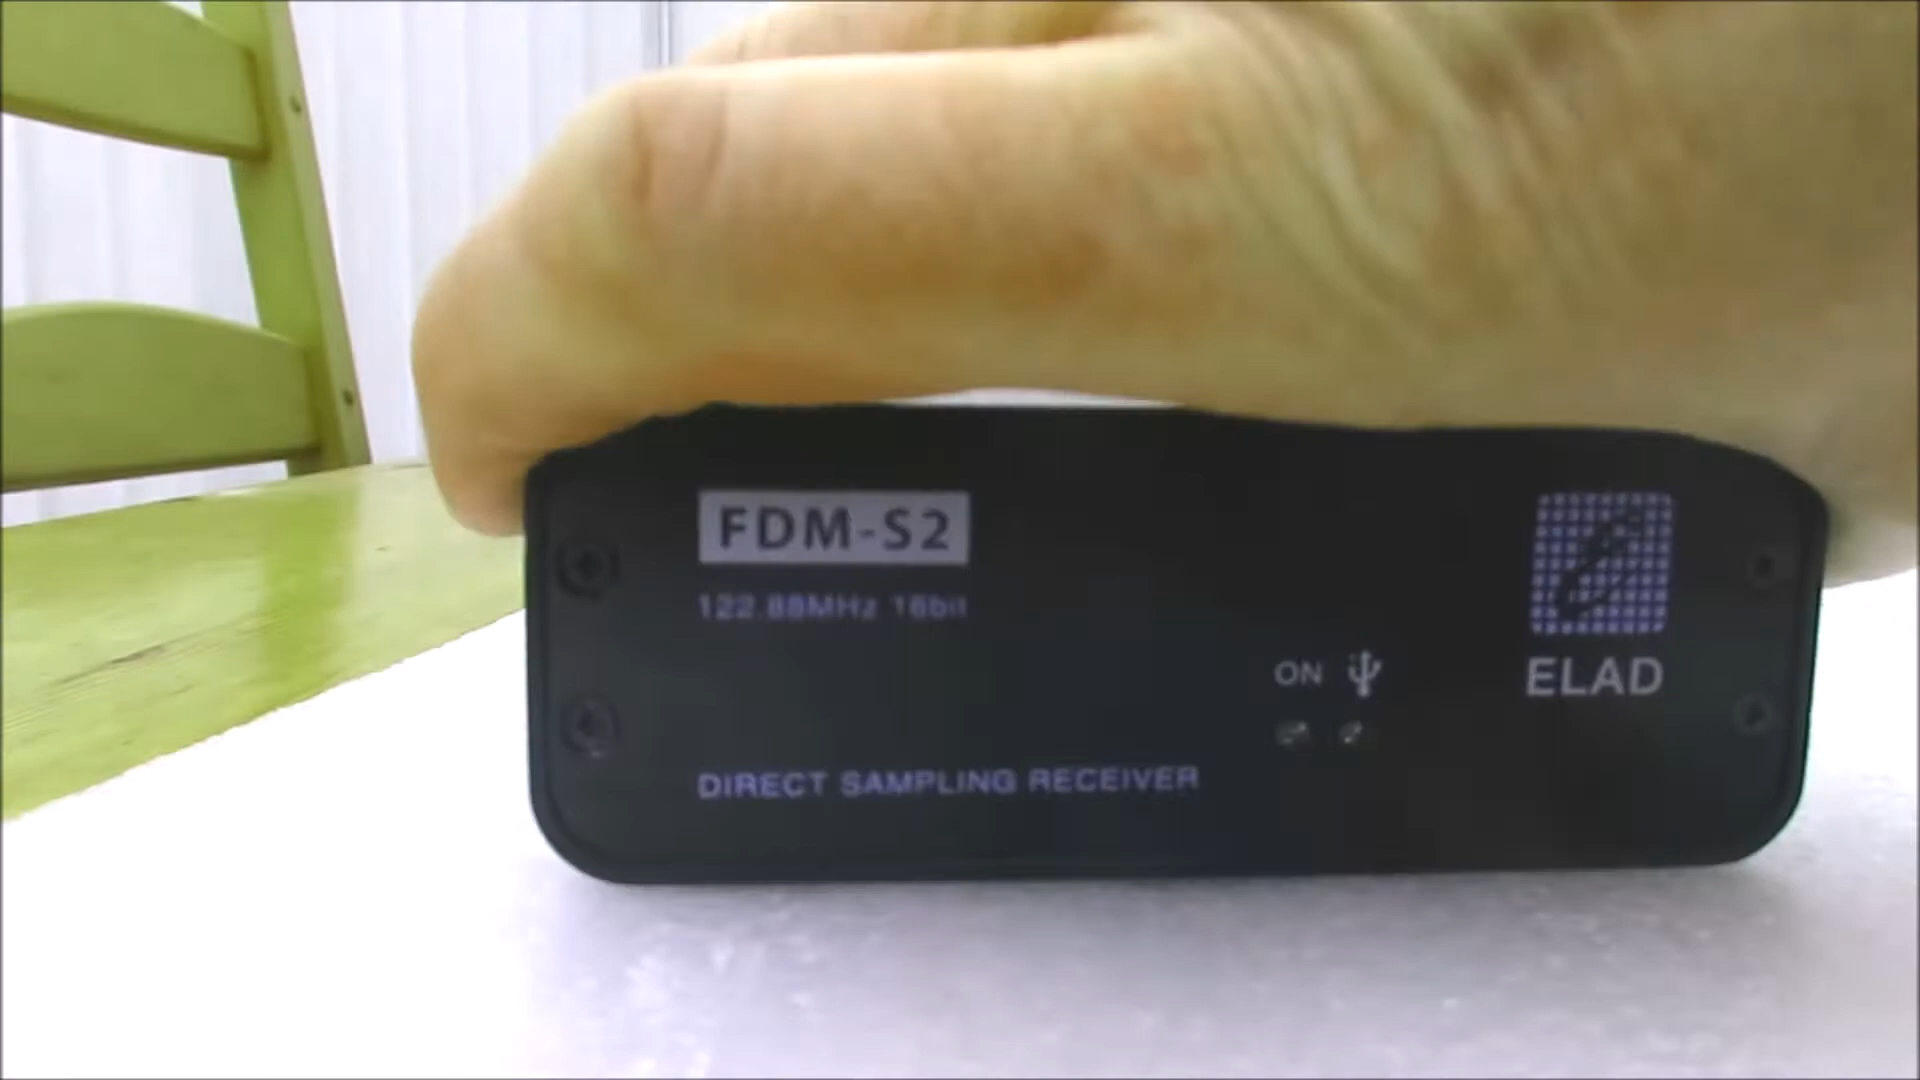 FDM-S2
122.88MHz 16bit
ON
ELAD
DIRECT SAMPLING RECEIVER